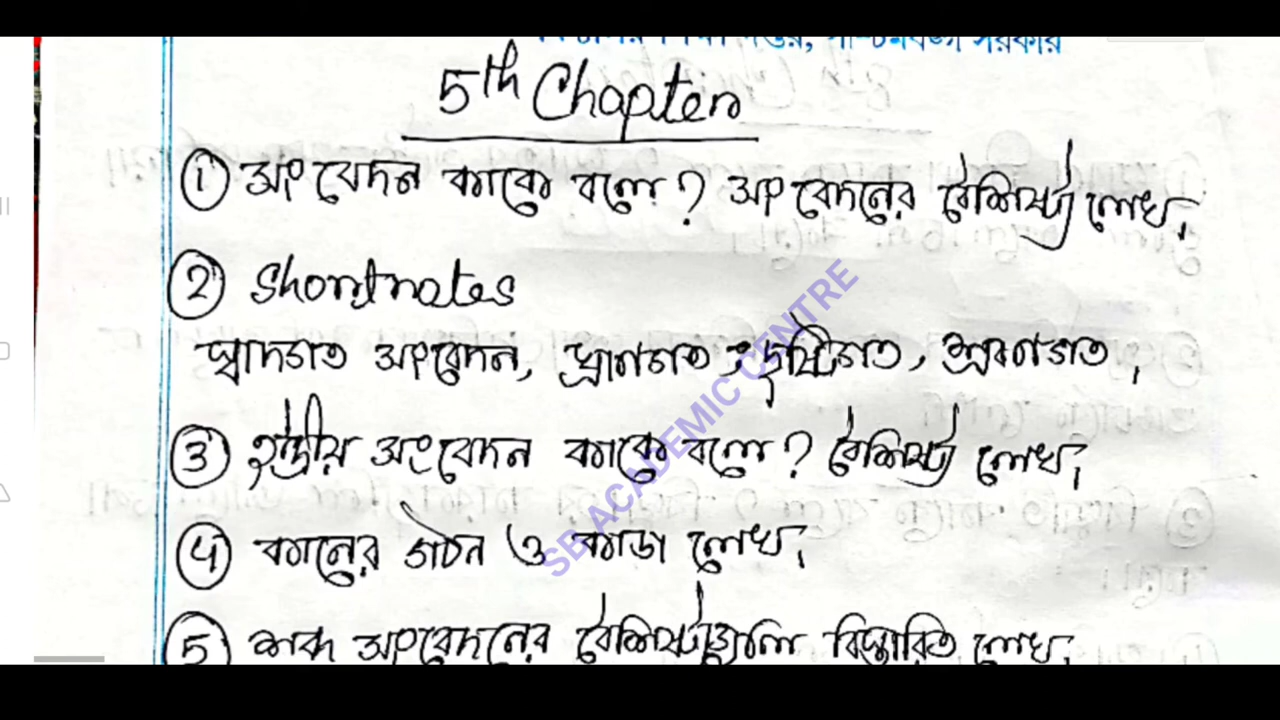 5th Chapter
① সংবেদন কাকে বলে? সংবেদনের বৈশিষ্ট্য লেখ।
② Shortnotes
স্বাদগত সংবেদন, ঘ্রাণগত, দৃষ্টিগত, শ্রবণগত।
③ ত্বকীয় সংবেদন কাকে বলে? বৈশিষ্ট্য লেখ।
④ কানের গঠন ও কাজ লেখ।
⑤ শব্দ সংবেদনের বৈশিষ্ট্যগুলি বিস্তারিত লেখ।
SB ACADEMIC CENTRE